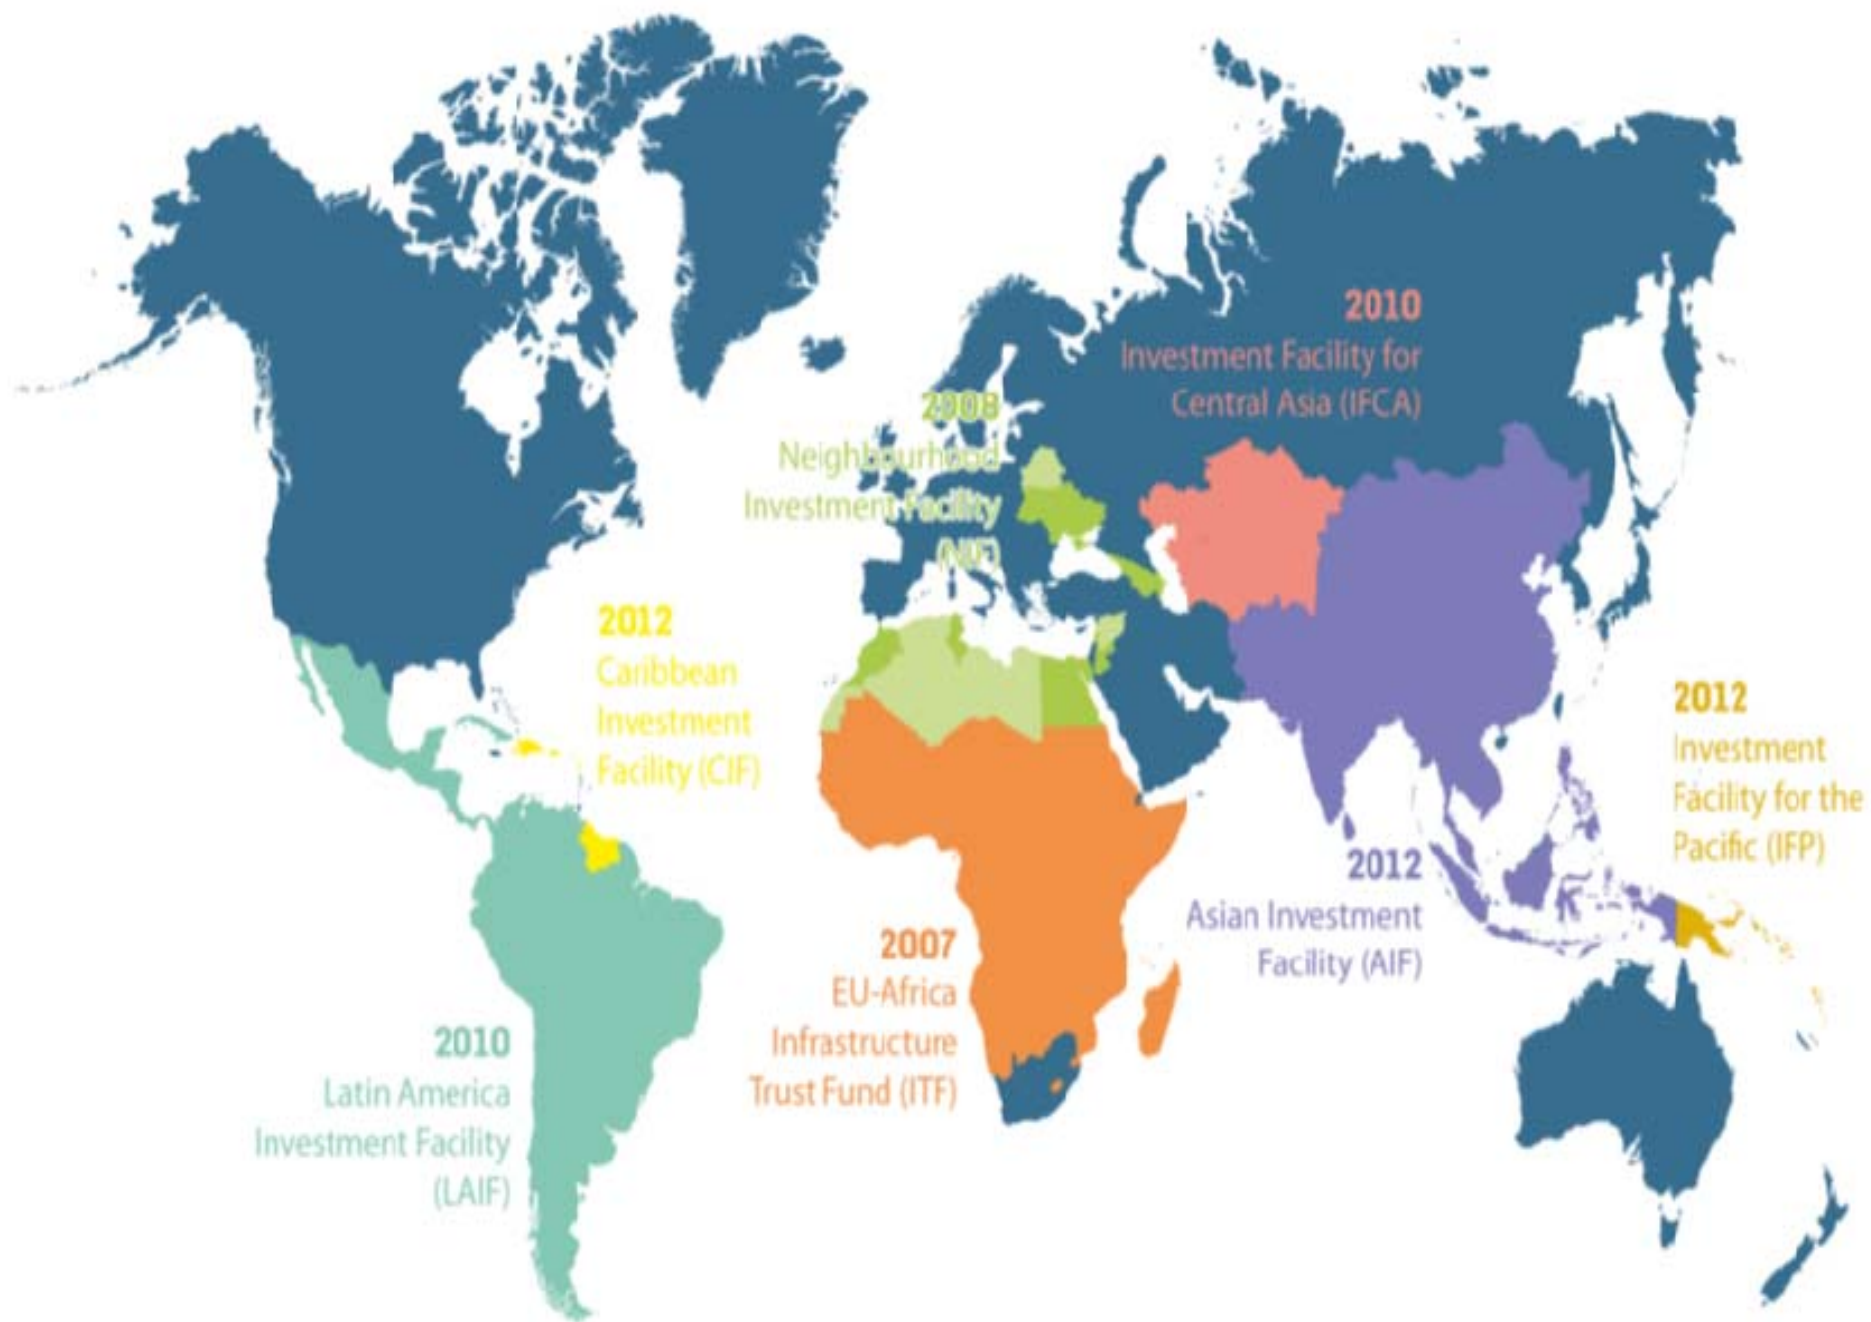 2010
Investment Facility for
Central Asia (IFCA)
2008
Neighbourhood
Investment Facility
(NIF)
2012
Caribbean
Investment
Facility (CIF)
2012
Investment
Facility for the
Pacific (IFP)
2012
Asian Investment
Facility (AIF)
2007
EU-Africa
Infrastructure
Trust Fund (ITF)
2010
Latin America
Investment Facility
(LAIF)